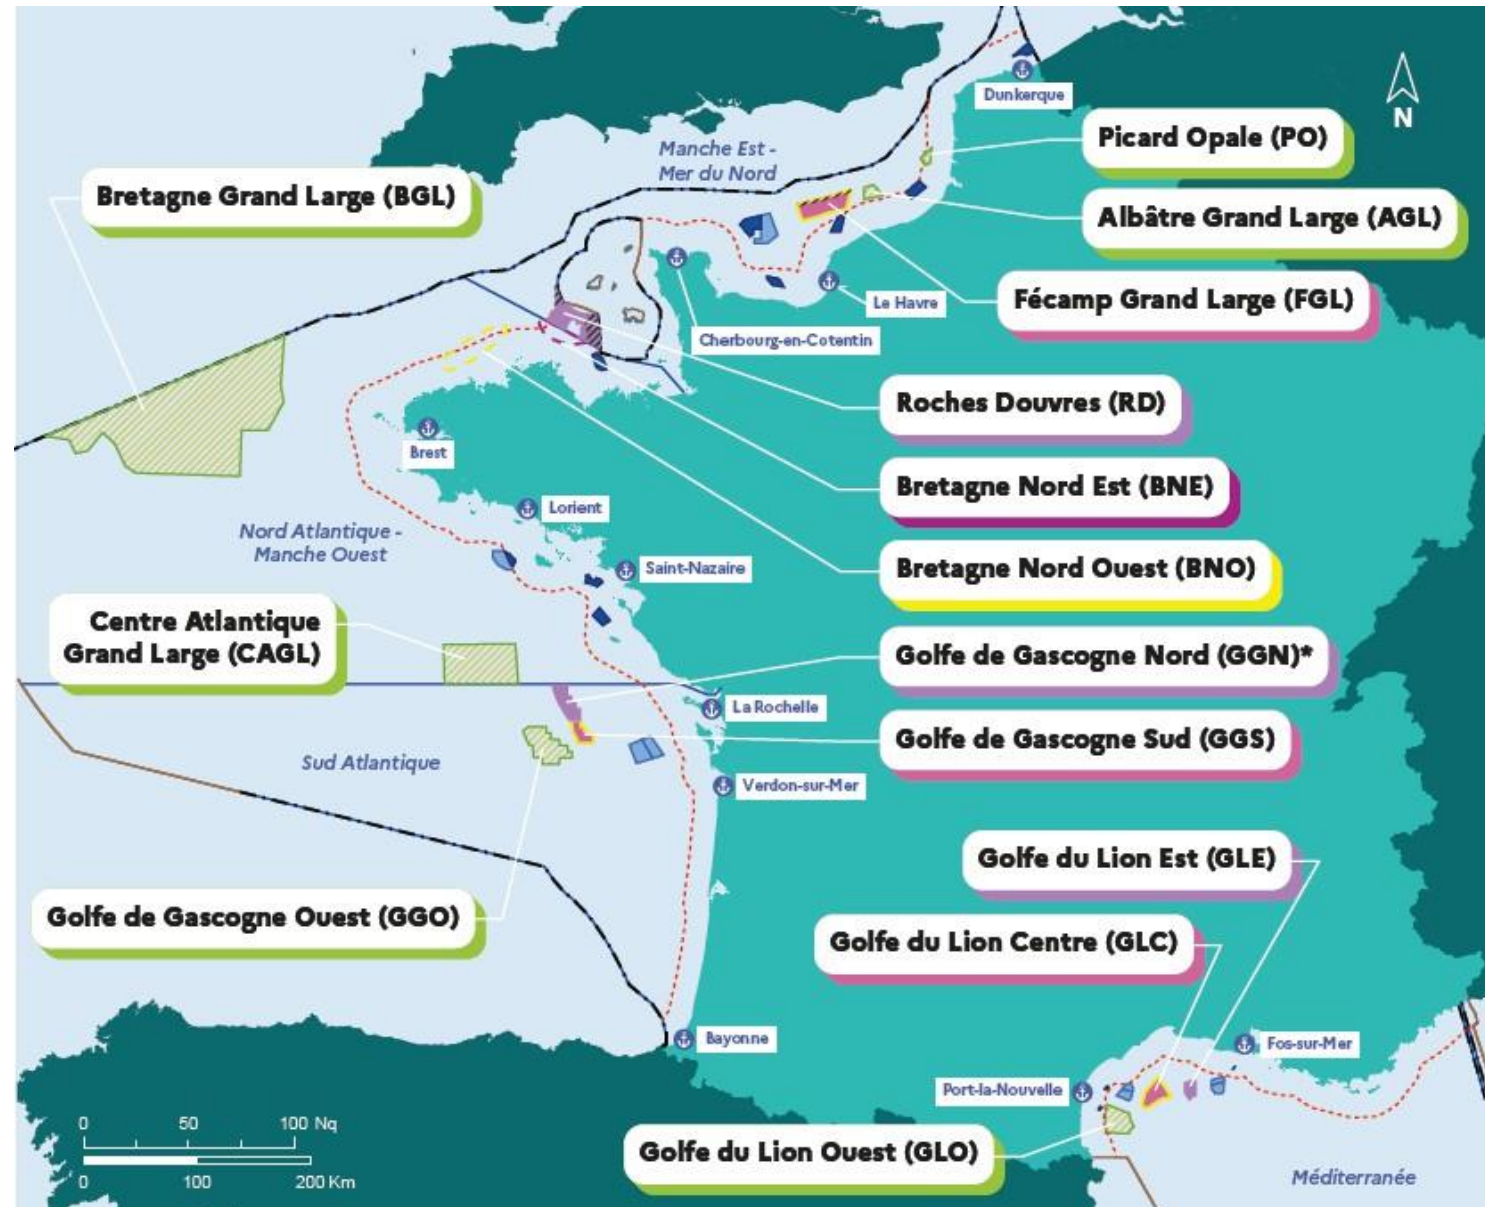 Dunkerque
N
Picard Opale (PO)
Manche Est -
Mer du Nord
Bretagne Grand Large (BGL)
Albâtre Grand Large (AGL)
Le Havre
Fécamp Grand Large (FGL)
Cherbourg-en-Cotentin
Roches Douvres (RD)
Brest
Bretagne Nord Est (BNE)
Lorient
Nord Atlantique -
Manche Ouest
Saint-Nazaire
Bretagne Nord Ouest (BNO)
Centre Atlantique
Grand Large (CAGL)
Golfe de Gascogne Nord (GGN)*
La Rochelle
Golfe de Gascogne Sud (GGS)
Sud Atlantique
Verdon-sur-Mer
Golfe du Lion Est (GLE)
Golfe de Gascogne Ouest (GGO)
Golfe du Lion Centre (GLC)
Bayonne
Fos-sur-Mer
Port-la-Nouvelle
0 50 100 Nq
Golfe du Lion Ouest (GLO)
0 100 200 Km
Méditerranée